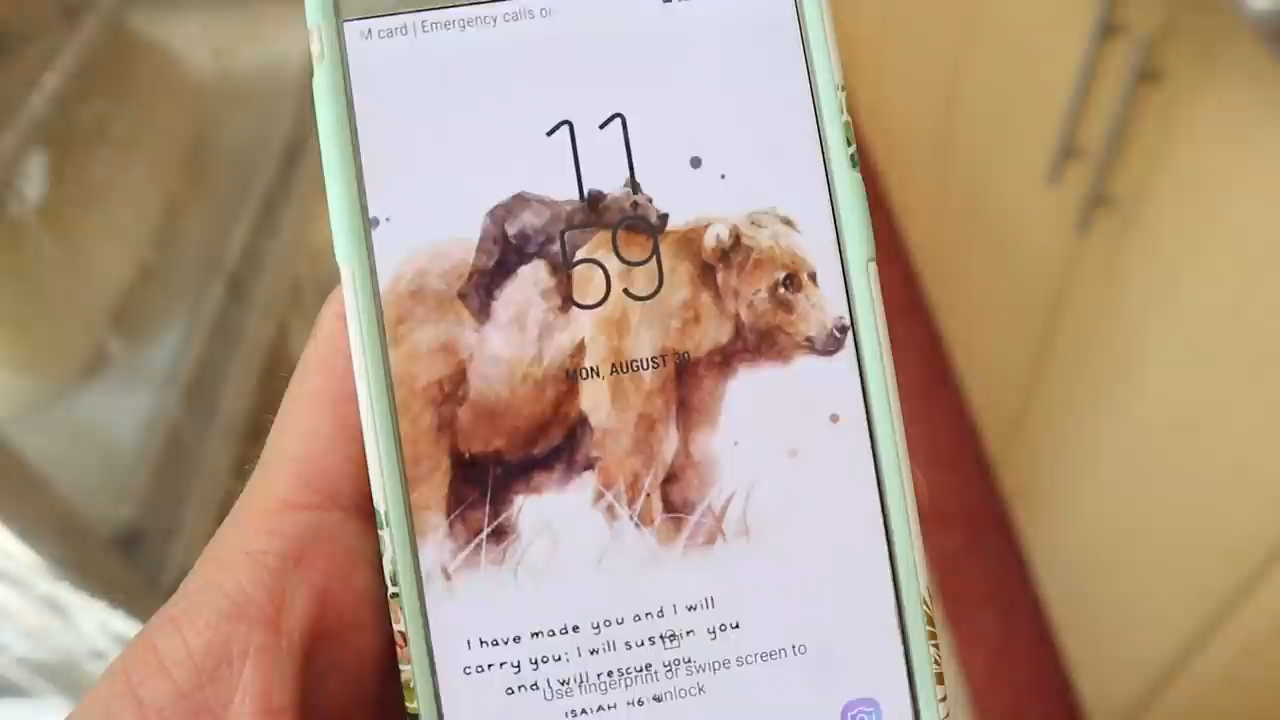 M card | Emergency calls o
11
59
MON, AUGUST 30
I have made you and I will
carry you; I will sustain you
and I will rescue you.
Use fingerprint or swipe screen to
unlock
ISAIAH 46:4